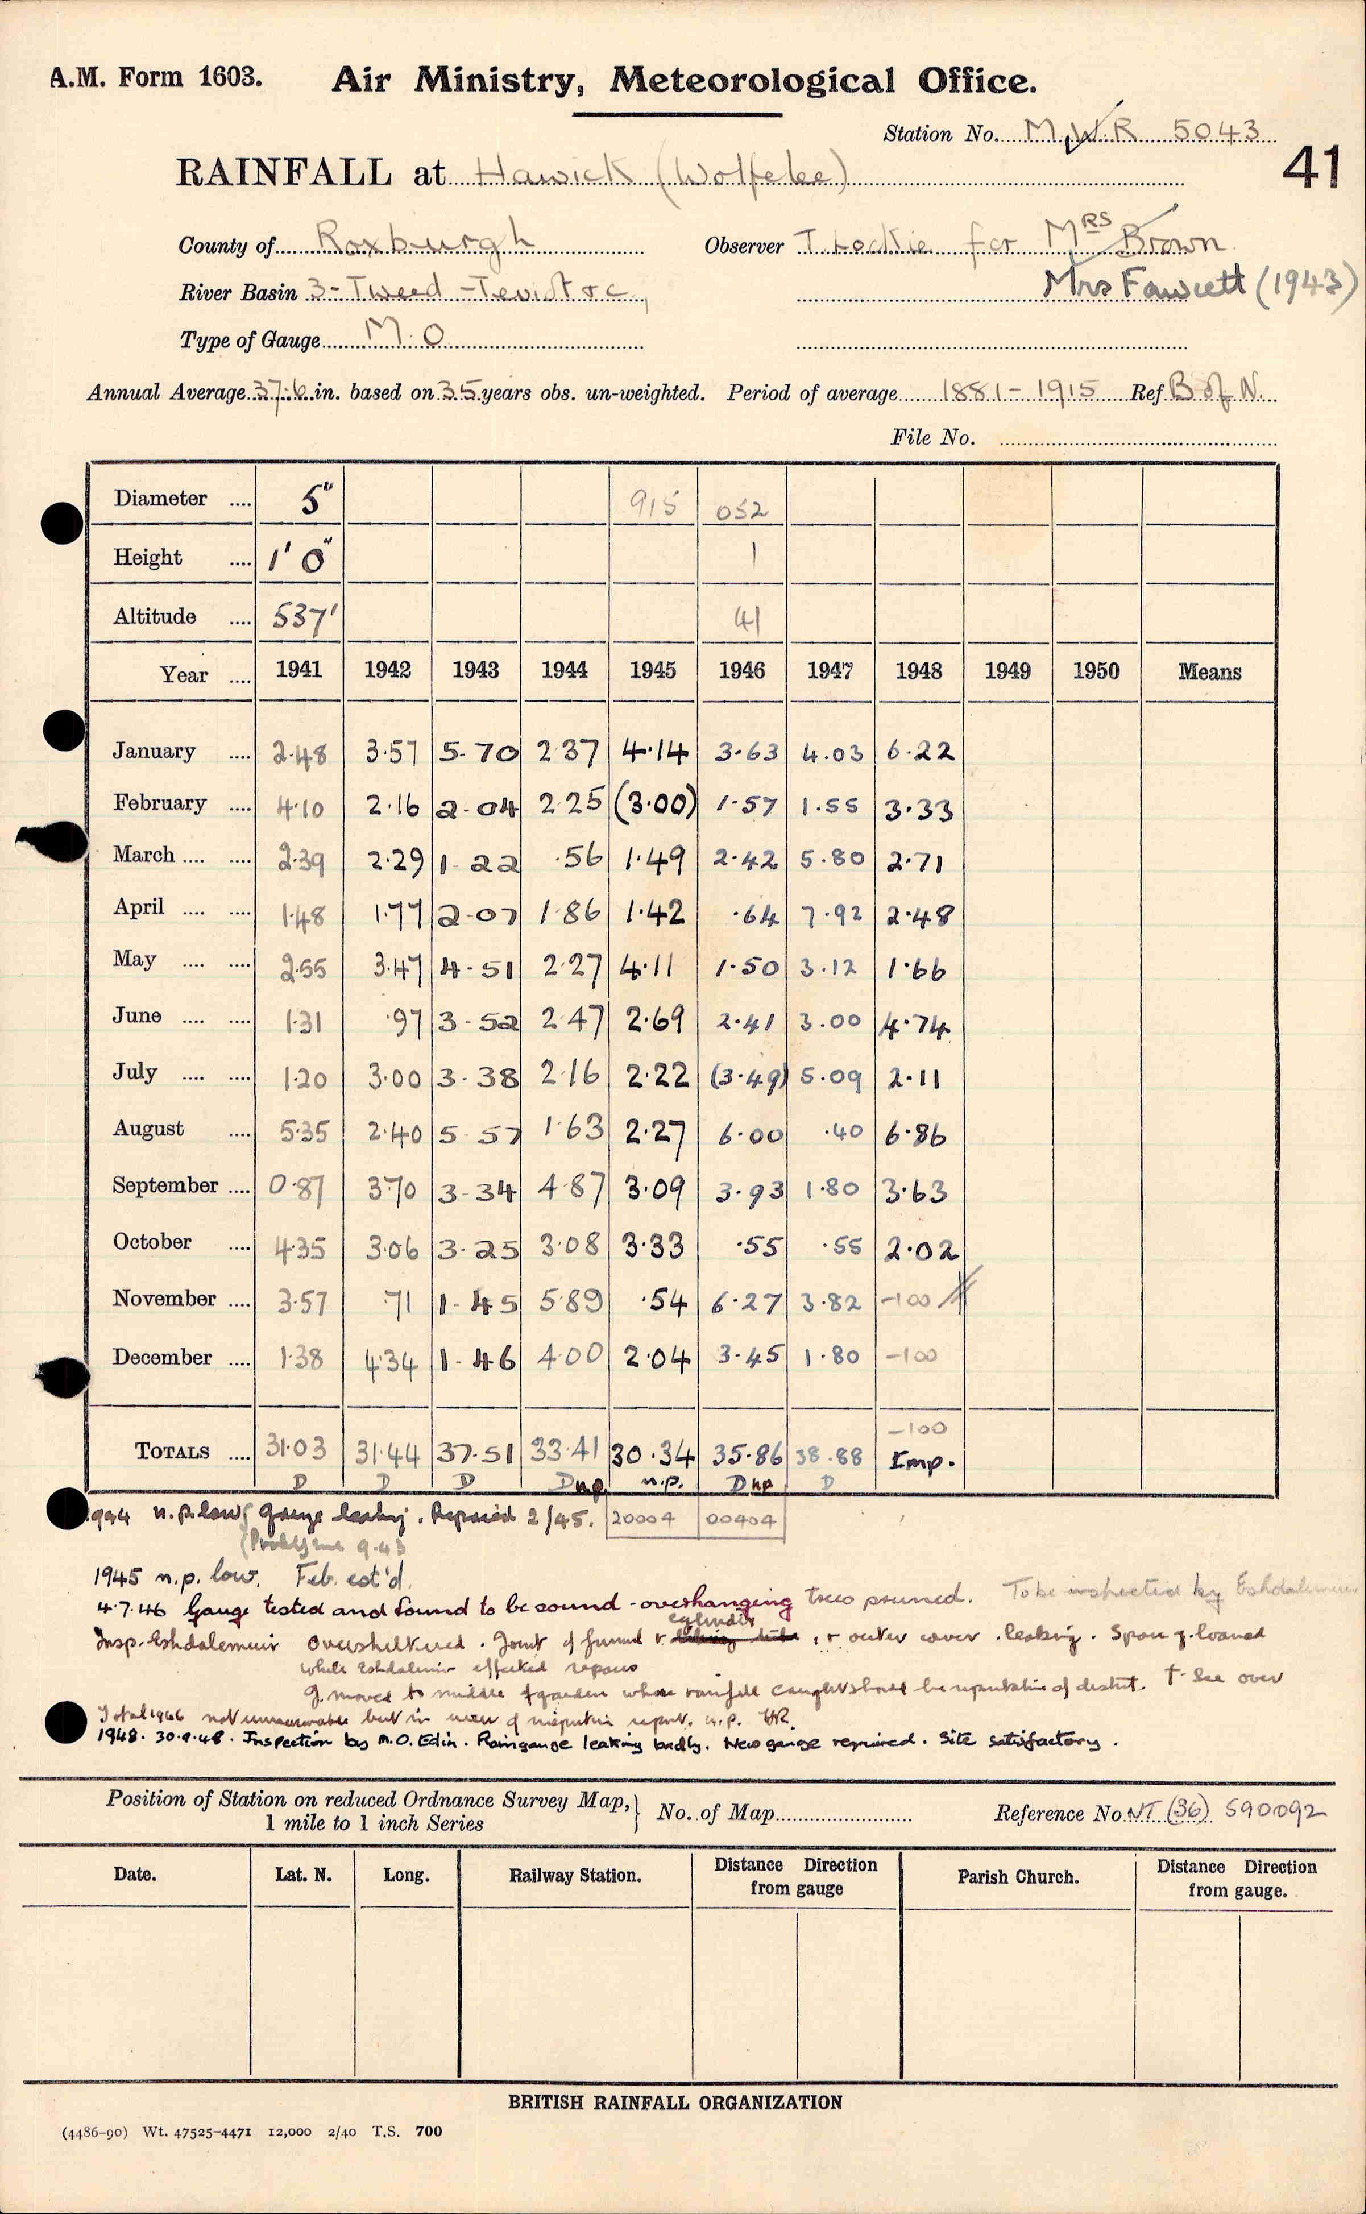 A.M. Form 1603. Air Ministry, Meteorological Office.
Station No. M.W.R 5043
41
RAINFALL at Hawick (Wolfelee)
County of Roxburgh Observer T. Lockie for Mrs Brown
River Basin 3-Tweed-Teviot &c., Mrs Fawcett (1943)
Type of Gauge M.O
Annual Average 37.6 in. based on 35 years obs. un-weighted. Period of average 1881-1915 Ref B of N.
File No.
Diameter .... 5" 915 052
Height .... 1' 0" 1
Altitude .... 537' 41
Year .... 1941 1942 1943 1944 1945 1946 1947 1948 1949 1950 Means
January .... 2.48 3.57 5.70 2.37 4.14 3.63 4.03 6.22
February .... 4.10 2.16 2.04 2.25 (3.00) 1.57 1.55 3.33
March .... .... 2.39 2.29 1.22 .56 1.49 2.42 5.80 2.71
April .... .... 1.48 1.77 2.07 1.86 1.42 .64 7.92 2.48
May .... .... 2.55 3.47 4.51 2.27 4.11 1.50 3.12 1.66
June .... .... 1.31 .97 3.52 2.47 2.69 2.41 3.00 4.74
July .... .... 1.20 3.00 3.38 2.16 2.22 (3.49) 5.09 2.11
August .... 5.35 2.40 5.57 1.63 2.27 6.00 .40 6.86
September .... 0.87 3.70 3.34 4.87 3.09 3.93 1.80 3.63
October .... 4.35 3.06 3.25 3.08 3.33 .55 .55 2.02
November .... 3.57 .71 1.45 5.89 .54 6.27 3.82 -100
December .... 1.38 4.34 1.46 4.00 2.04 3.45 1.80 -100
-100
TOTALS .... 31.03 31.44 37.51 33.41 30.34 35.86 38.88 Imp.
D D D D n.p. n.p. D n.p D
1944 n.p. low gauge leaking. Repaired 2/45. 20004 00404
1945 n.p. low. Feb. est'd.
4.7.46 Gauge tested and found to be sound - overhanging trees pruned. To be inspected by Eskdalemuir
cylinder
Insp. Eskdalemuir oversheltered. Joint of funnel & outer cover leaking. Spare g. loaned
while Eskdalemuir effected repairs
G. moved to middle of garden where rainfall caught should be representative of district. † See over
Total 1946 not unreasonable but in view of inspection report. n.p.
1948. 30.9.48. Inspection by M.O. Edin. Raingauge leaking badly. New gauge required. Site satisfactory.
Position of Station on reduced Ordnance Survey Map, } No. of Map Reference No. NT (36) 590092
1 mile to 1 inch Series
Date. Lat. N. Long. Railway Station. Distance Direction from gauge Parish Church. Distance Direction from gauge.
BRITISH RAINFALL ORGANIZATION
(4486-90) Wt. 47525-4471 12,000 2/40 T.S. 700